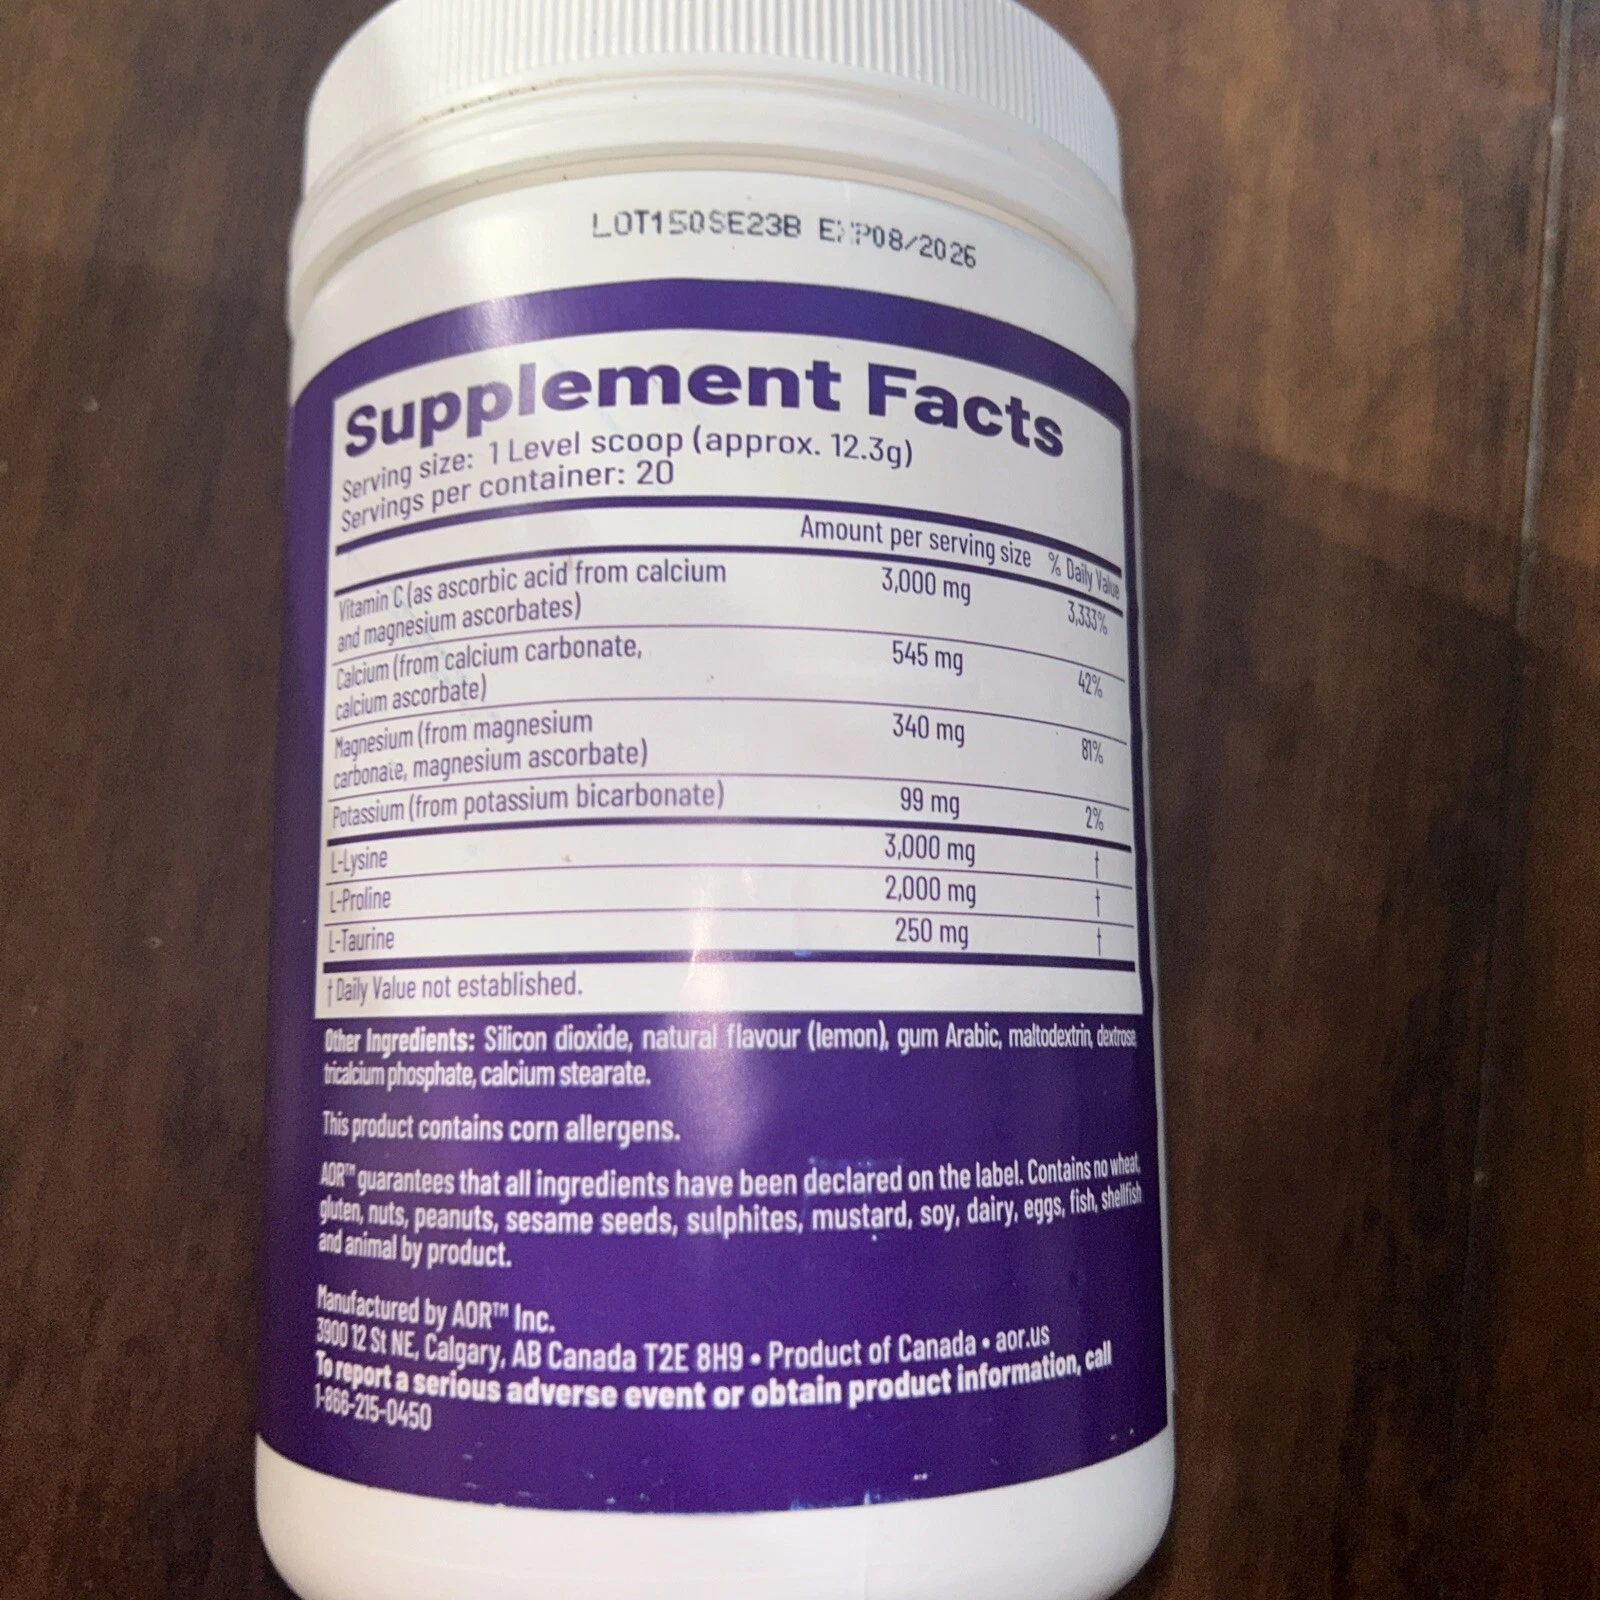 LOT150SE23B EXP08/2026
Supplement Facts
Serving size: 1 Level scoop (approx. 12.3g)
Servings per container: 20
Amount per serving size % Daily Value
Vitamin C (as ascorbic acid from calcium 3,000 mg 3,333%
and magnesium ascorbates)
Calcium (from calcium carbonate, 545 mg 42%
calcium ascorbate)
Magnesium (from magnesium 340 mg 81%
carbonate, magnesium ascorbate)
Potassium (from potassium bicarbonate) 99 mg 2%
L-Lysine 3,000 mg †
L-Proline 2,000 mg †
L-Taurine 250 mg †
† Daily Value not established.
Other Ingredients: Silicon dioxide, natural flavour (lemon), gum Arabic, maltodextrin, dextrose,
tricalcium phosphate, calcium stearate.
This product contains corn allergens.
AOR™ guarantees that all ingredients have been declared on the label. Contains no wheat,
gluten, nuts, peanuts, sesame seeds, sulphites, mustard, soy, dairy, eggs, fish, shellfish
and animal by product.
Manufactured by AOR™ Inc.
3900 12 St NE, Calgary, AB Canada T2E 8H9 • Product of Canada • aor.us
To report a serious adverse event or obtain product information, call
1-866-215-0450